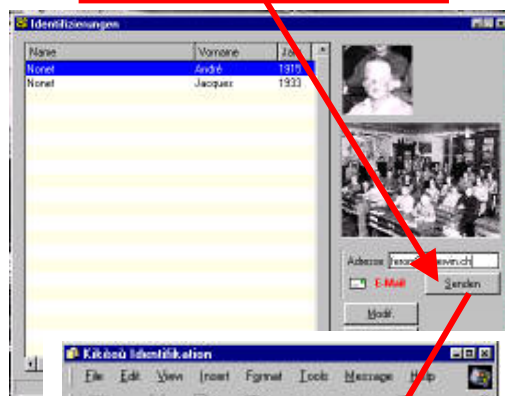 Identifizierungen
Name Vorname
Nonet André 1915
Nonet Jacques 1933
Adresse
E-Mail Senden
Modif.
Kikiboù Identifikation
File Edit View Insert Format Tools Message Help